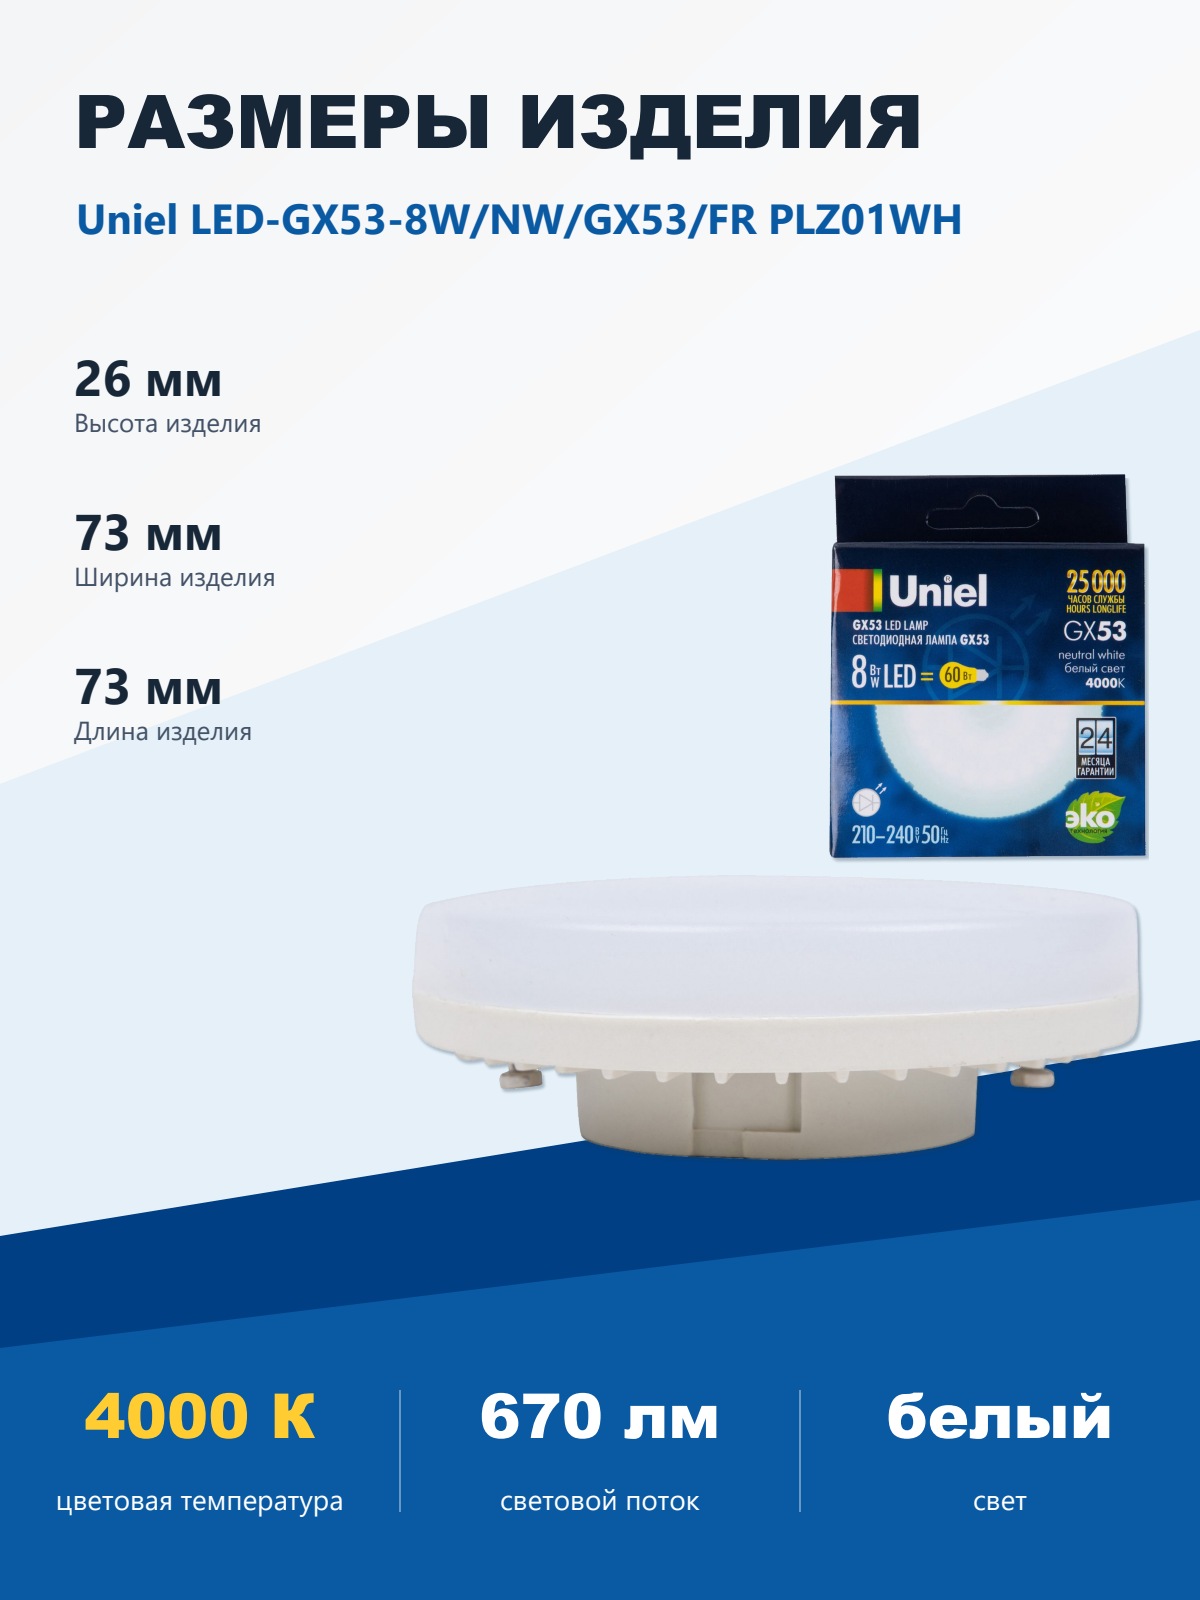 РАЗМЕРЫ ИЗДЕЛИЯ
Uniel LED-GX53-8W/NW/GX53/FR PLZ01WH
26 мм
Высота изделия
73 мм
Ширина изделия
73 мм
Длина изделия
Uniel®
25 000
ЧАСОВ СЛУЖБЫ
HOURS LONGLIFE
GX53 LED LAMP
СВЕТОДИОДНАЯ ЛАМПА GX53
GX53
neutral white
белый свет
4000K
8 Вт W LED = 60 Вт
24
МЕСЯЦА
ГАРАНТИИ
эко
технология
210–240 В V 50 Гц Hz
4000 К
цветовая температура
670 лм
световой поток
белый
свет